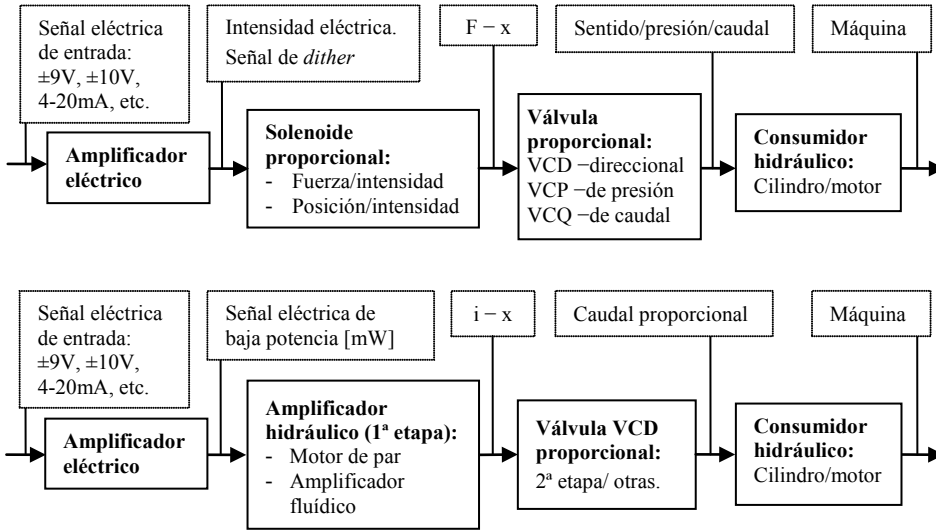 Señal eléctrica
de entrada:
±9V, ±10V,
4-20mA, etc.
Intensidad eléctrica.
Señal de dither
F − x
Sentido/presión/caudal
Máquina
Amplificador
eléctrico
Solenoide
proporcional:
- Fuerza/intensidad
- Posición/intensidad
Válvula
proporcional:
VCD −direccional
VCP −de presión
VCQ −de caudal
Consumidor
hidráulico:
Cilindro/motor
Señal eléctrica
de entrada:
±9V, ±10V,
4-20mA, etc.
Señal eléctrica de
baja potencia [mW]
i − x
Caudal proporcional
Máquina
Amplificador
eléctrico
Amplificador
hidráulico (1ª etapa):
- Motor de par
- Amplificador
fluídico
Válvula VCD
proporcional:
2ª etapa/ otras.
Consumidor
hidráulico:
Cilindro/motor